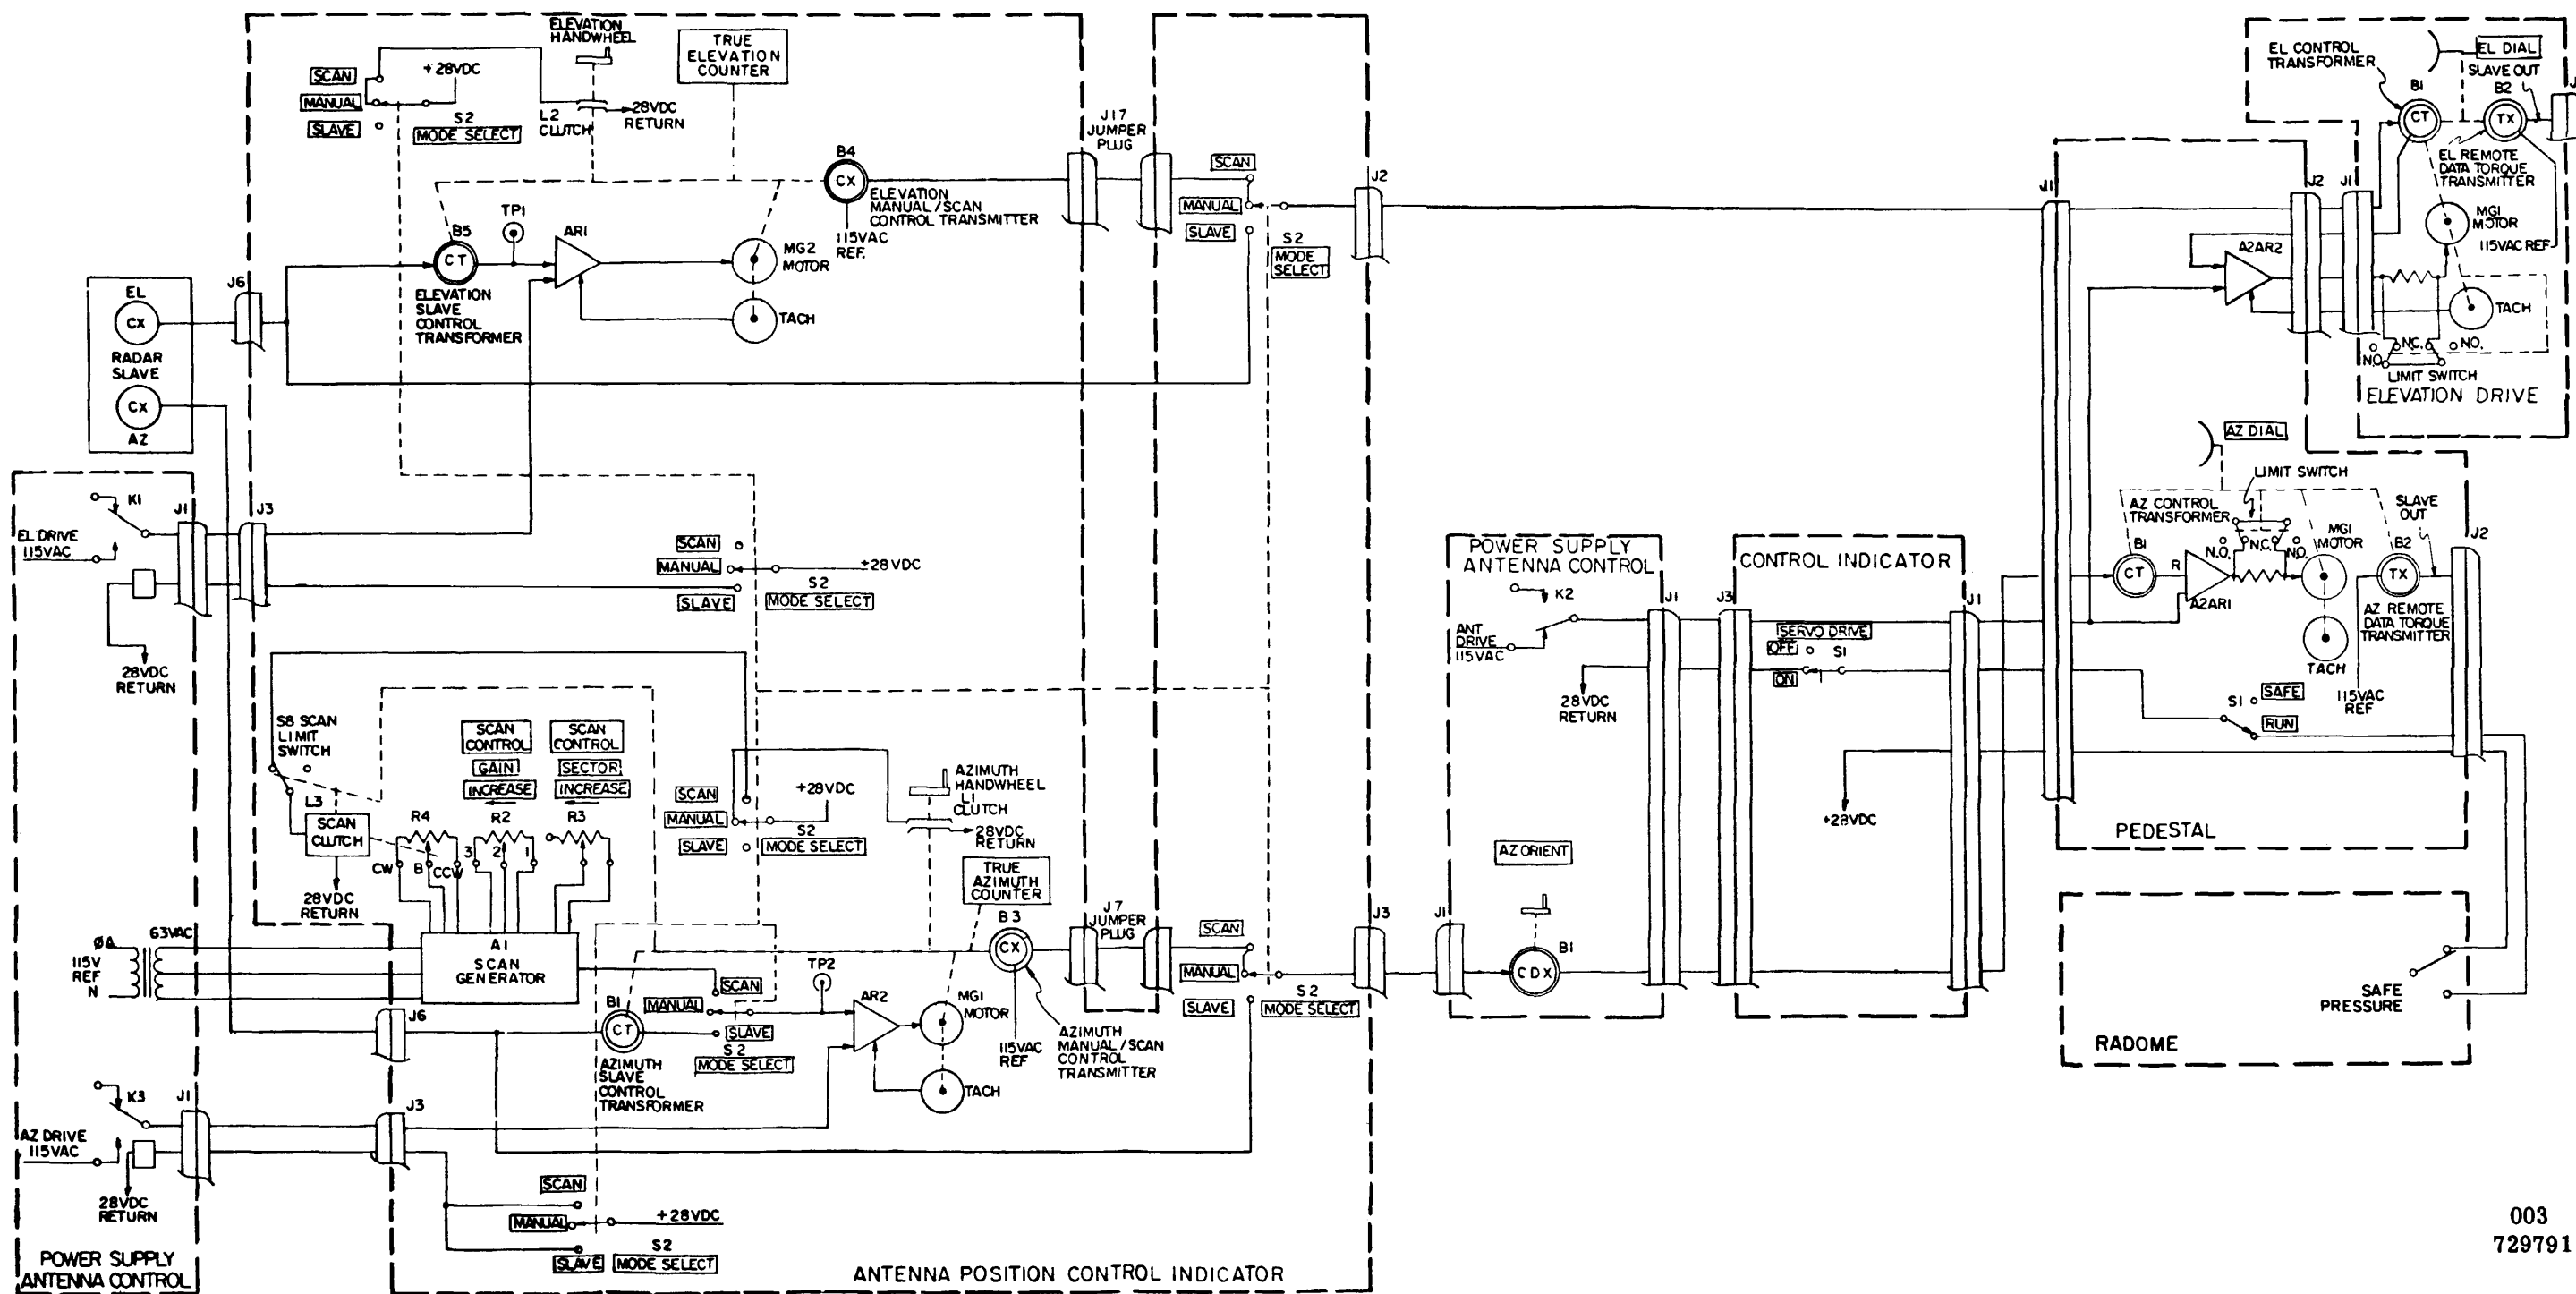 ELEVATION
HANDWHEEL
TRUE
ELEVATION
COUNTER
SCAN
+28VDC
MANUAL
SLAVE
S2
MODE SELECT
L2
CLUTCH
28VDC
RETURN
B4
CX
ELEVATION
MANUAL/SCAN
CONTROL TRANSMITTER
115VAC
REF.
TP1
B5
CT
AR1
MG2
MOTOR
TACH
ELEVATION
SLAVE
CONTROL
TRANSFORMER
J17
JUMPER
PLUG
SCAN
MANUAL
SLAVE
S2
MODE
SELECT
J2
J6
EL
CX
RADAR
SLAVE
CX
AZ
K1
EL DRIVE
115VAC
28VDC
RETURN
J1
J3
SCAN
MANUAL
SLAVE
+28VDC
S2
MODE SELECT
S8 SCAN
LIMIT
SWITCH
L3
SCAN
CLUTCH
28VDC
RETURN
SCAN
CONTROL
GAIN
INCREASE
SCAN
CONTROL
SECTOR
INCREASE
R4
R2
R3
CW
B
CCW
3
2
1
SCAN
MANUAL
SLAVE
+28VDC
S2
MODE SELECT
AZIMUTH
HANDWHEEL
L1
CLUTCH
28VDC
RETURN
TRUE
AZIMUTH
COUNTER
ØA
115V
REF
N
63VAC
A1
SCAN
GENERATOR
J6
B1
CT
AZIMUTH
SLAVE
CONTROL
TRANSFORMER
SCAN
MANUAL
SLAVE
S2
MODE SELECT
TP2
AR2
MG1
MOTOR
TACH
B3
CX
115VAC
REF
AZIMUTH
MANUAL/SCAN
CONTROL
TRANSMITTER
J7
JUMPER
PLUG
SCAN
MANUAL
SLAVE
S2
MODE SELECT
J3
K3
AZ DRIVE
115VAC
28VDC
RETURN
J1
J3
SCAN
MANUAL
SLAVE
+28VDC
S2
MODE SELECT
POWER SUPPLY
ANTENNA CONTROL
ANTENNA POSITION CONTROL INDICATOR
POWER SUPPLY
ANTENNA CONTROL
K2
ANT
DRIVE
115VAC
28VDC
RETURN
J1
AZ ORIENT
J1
B1
CDX
CONTROL INDICATOR
J3
SERVO DRIVE
OFF
S1
ON
J1
+28VDC
J1
EL CONTROL
TRANSFORMER
EL DIAL
SLAVE OUT
B1
CT
B2
TX
J
EL REMOTE
DATA TORQUE
TRANSMITTER
MG1
MOTOR
115VAC REF
J2
J1
A2AR2
TACH
N.O.
N.C.
N.O.
LIMIT SWITCH
ELEVATION DRIVE
AZ DIAL
LIMIT SWITCH
AZ CONTROL
TRANSFORMER
SLAVE
OUT
B1
CT
R
A2AR1
N.O.
N.C.
N.O.
MG1
MOTOR
B2
TX
J2
AZ REMOTE
DATA TORQUE
TRANSMITTER
TACH
115VAC
REF
S1
SAFE
RUN
PEDESTAL
SAFE
PRESSURE
RADOME
003
729791